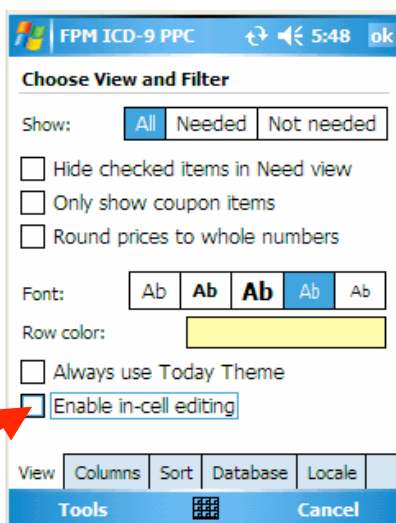 FPM ICD-9 PPC 5:48 ok
Choose View and Filter
Show: All Needed Not needed
Hide checked items in Need view
Only show coupon items
Round prices to whole numbers
Font: Ab Ab Ab Ab Ab
Row color:
Always use Today Theme
Enable in-cell editing
View Columns Sort Database Locale
Tools Cancel